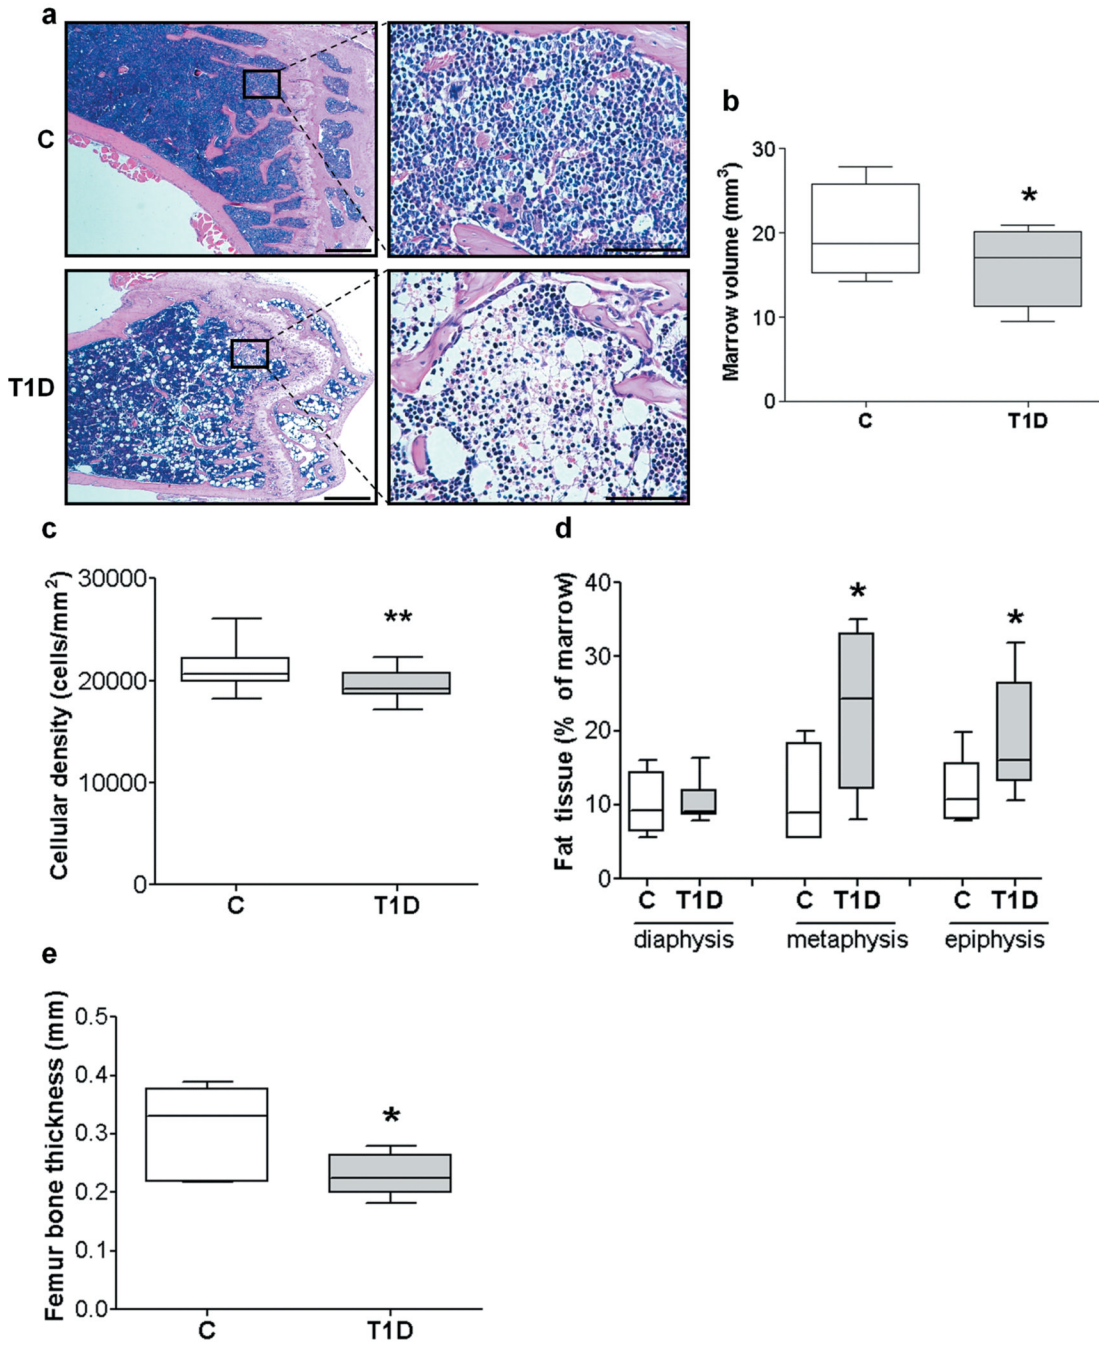 a
C
T1D
b
Marrow volume (mm³)
30
20
10
0
*
C
T1D
c
Cellular density (cells/mm²)
30000
20000
10000
0
**
C
T1D
d
Fat tissue (% of marrow)
40
30
20
10
0
*
*
C T1D C T1D C T1D
diaphysis metaphysis epiphysis
e
Femur bone thickness (mm)
0.5
0.4
0.3
0.2
0.1
0.0
*
C
T1D